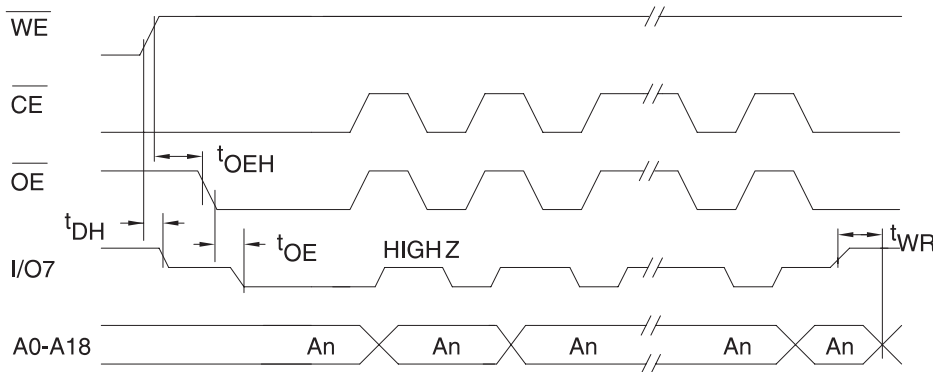 WE
CE
tOEH
OE
tDH
tOE
HIGH Z
tWR
I/O7
A0-A18
An An An An An